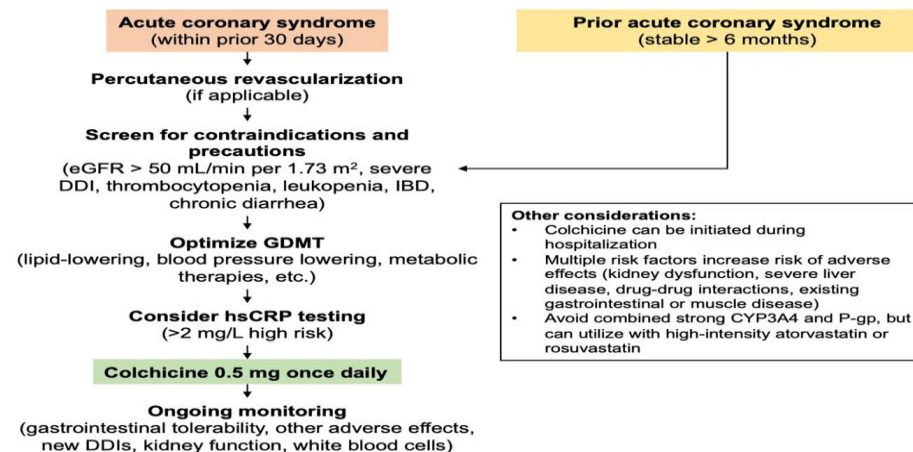 Acute coronary syndrome
(within prior 30 days)
Prior acute coronary syndrome
(stable > 6 months)
Percutaneous revascularization
(if applicable)
Screen for contraindications and
precautions
(eGFR > 50 mL/min per 1.73 m², severe
DDI, thrombocytopenia, leukopenia, IBD,
chronic diarrhea)
Optimize GDMT
(lipid-lowering, blood pressure lowering, metabolic
therapies, etc.)
Consider hsCRP testing
(>2 mg/L high risk)
Colchicine 0.5 mg once daily
Ongoing monitoring
(gastrointestinal tolerability, other adverse effects,
new DDIs, kidney function, white blood cells)
Other considerations:
• Colchicine can be initiated during
hospitalization
• Multiple risk factors increase risk of adverse
effects (kidney dysfunction, severe liver
disease, drug-drug interactions, existing
gastrointestinal or muscle disease)
• Avoid combined strong CYP3A4 and P-gp, but
can utilize with high-intensity atorvastatin or
rosuvastatin